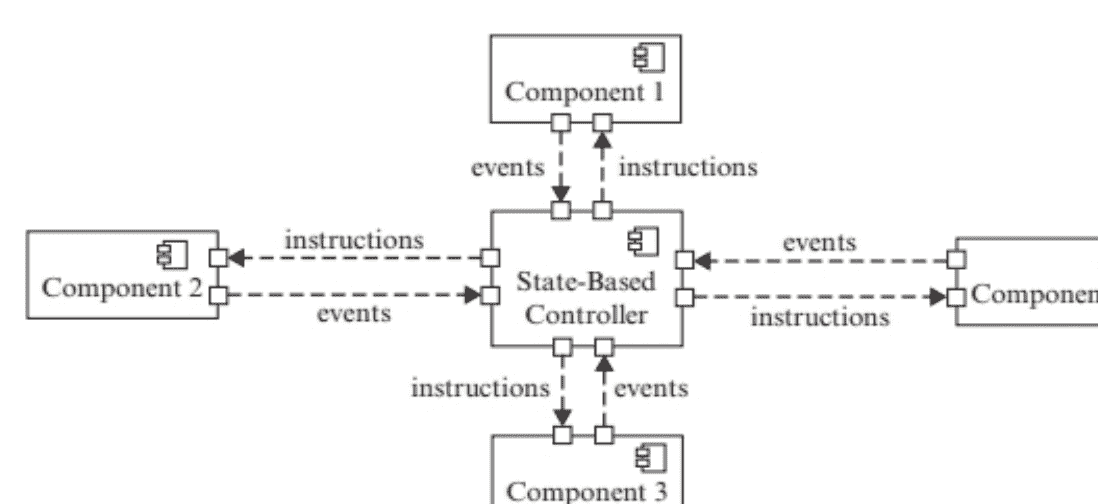 Component 1
events
instructions
instructions
events
Component 2
State-Based
Controller
events
instructions
instructions
events
Component 3